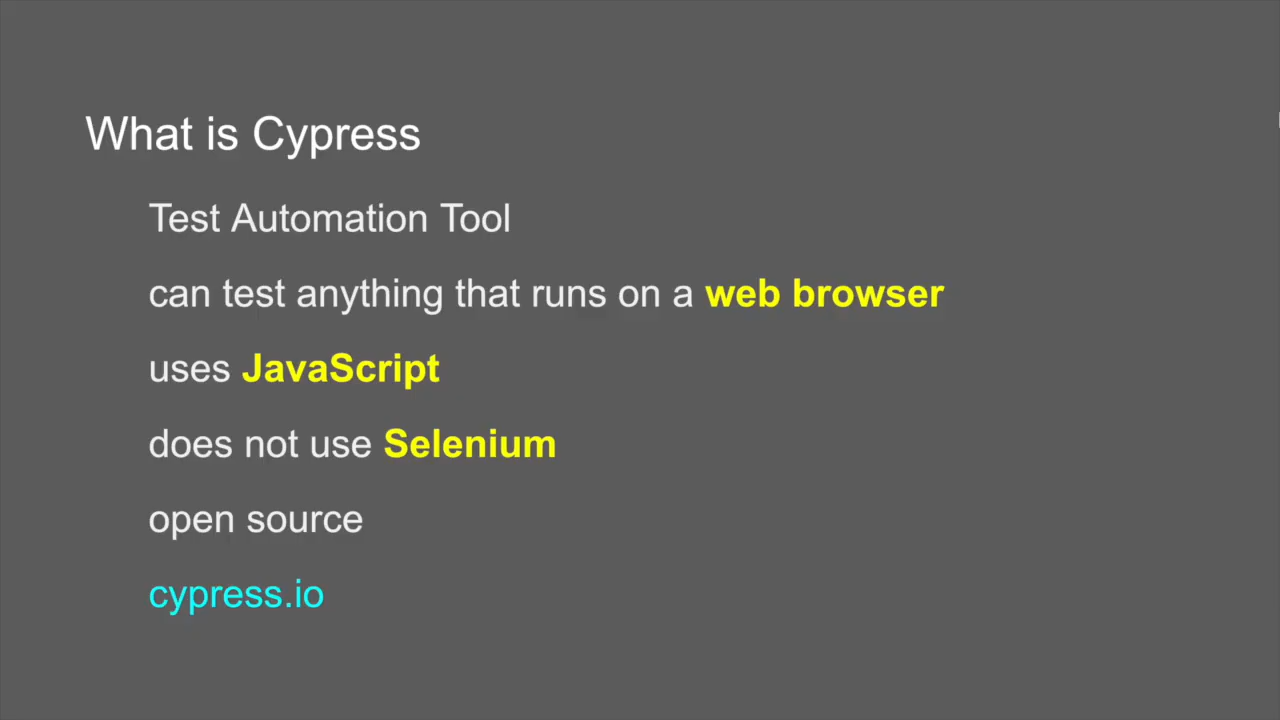 What is Cypress
Test Automation Tool
can test anything that runs on a web browser
uses JavaScript
does not use Selenium
open source
cypress.io